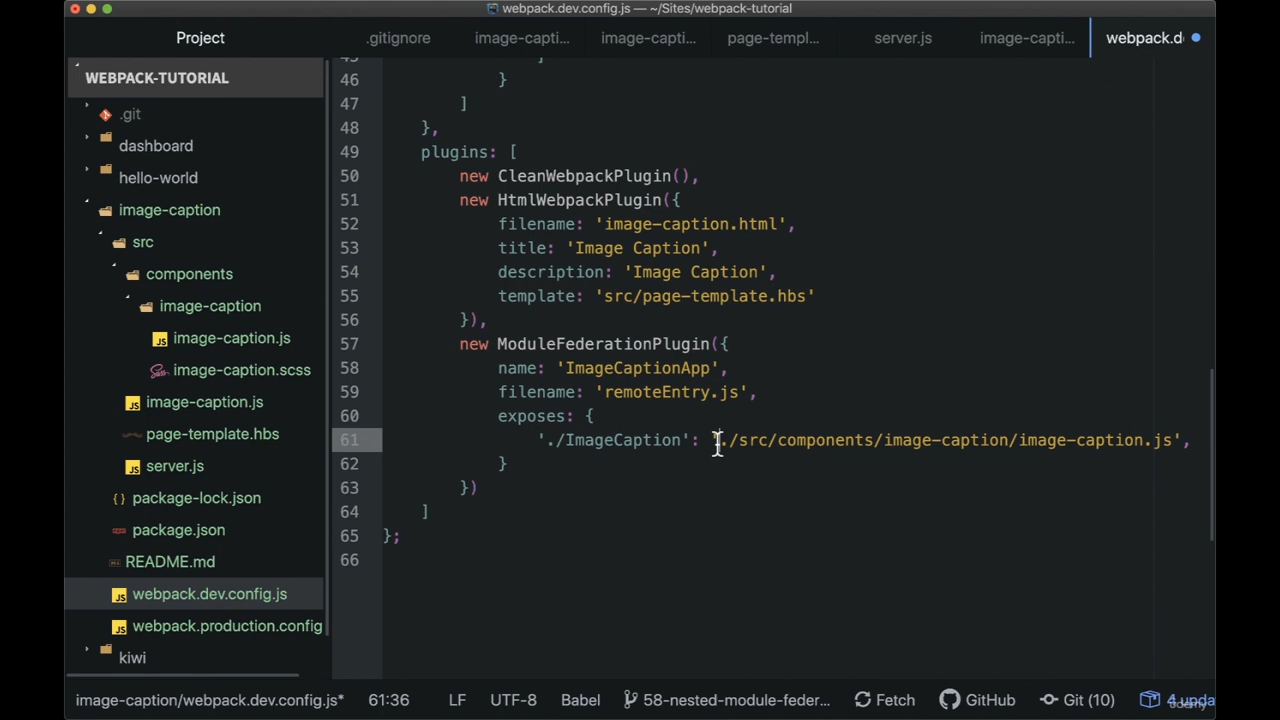 webpack.dev.config.js — ~/Sites/webpack-tutorial
Project
.gitignore
image-capti...
image-capti...
page-templ...
server.js
image-capti...
webpack.d
WEBPACK-TUTORIAL
.git
dashboard
hello-world
image-caption
src
components
image-caption
image-caption.js
image-caption.scss
image-caption.js
page-template.hbs
server.js
package-lock.json
package.json
README.md
webpack.dev.config.js
webpack.production.config
kiwi
46 }
47 ]
48 },
49 plugins: [
50 new CleanWebpackPlugin(),
51 new HtmlWebpackPlugin({
52 filename: 'image-caption.html',
53 title: 'Image Caption',
54 description: 'Image Caption',
55 template: 'src/page-template.hbs'
56 }),
57 new ModuleFederationPlugin({
58 name: 'ImageCaptionApp',
59 filename: 'remoteEntry.js',
60 exposes: {
61 './ImageCaption': './src/components/image-caption/image-caption.js',
62 }
63 })
64 ]
65 };
66
image-caption/webpack.dev.config.js* 61:36 LF UTF-8 Babel 58-nested-module-feder... Fetch GitHub Git (10) 4 upda